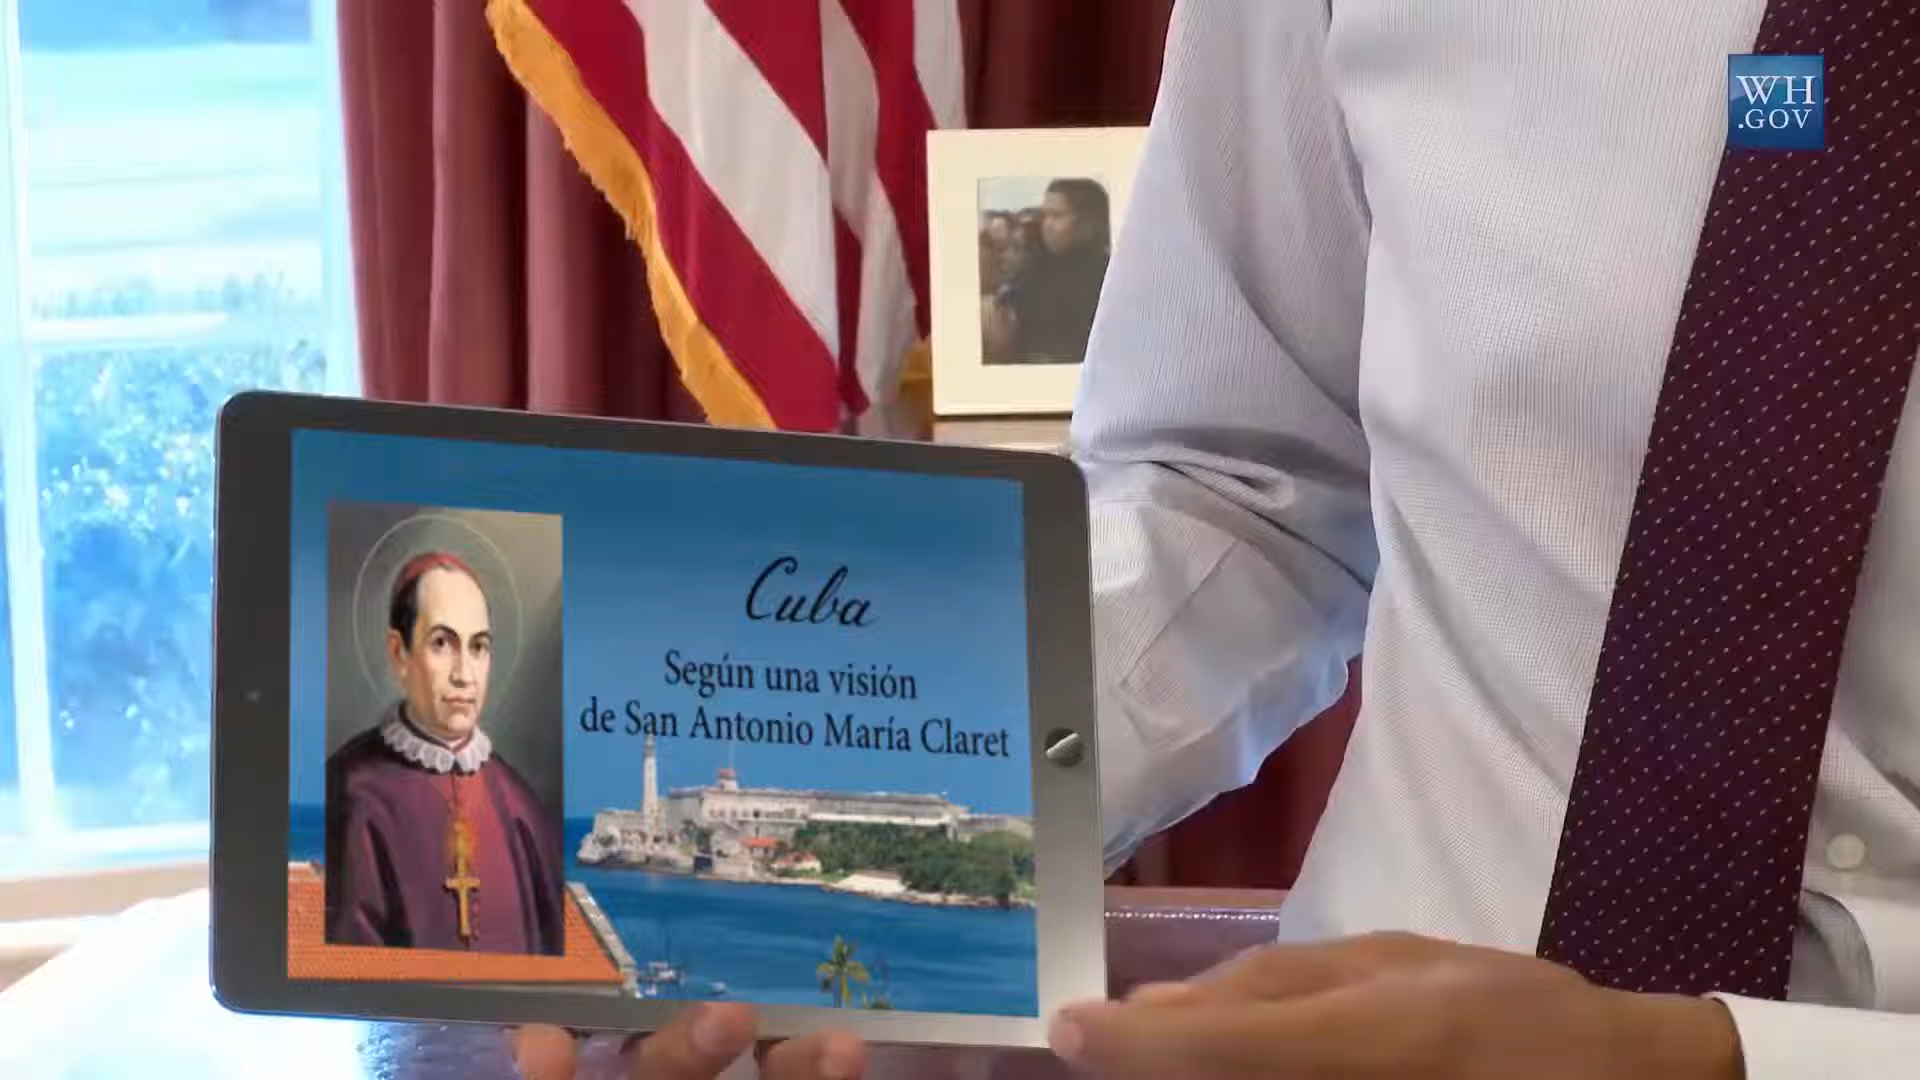 WH
.GOV
Cuba
Según una visión
de San Antonio María Claret